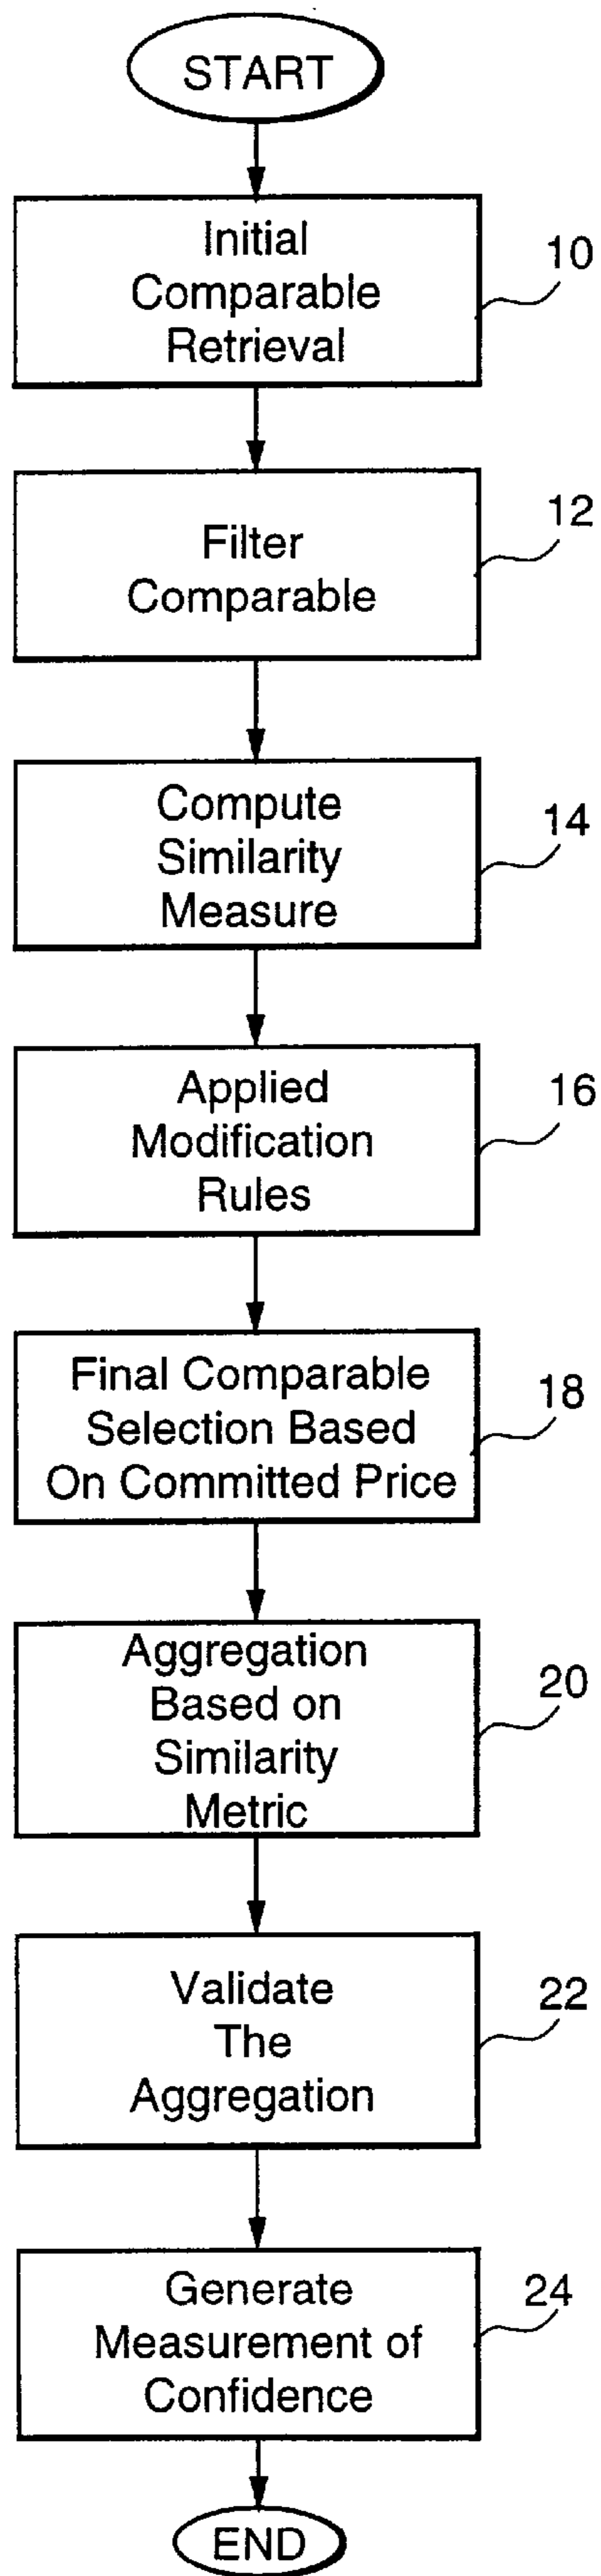 START
Initial
Comparable
Retrieval
10
Filter
Comparable
12
Compute
Similarity
Measure
14
Applied
Modification
Rules
16
Final Comparable
Selection Based
On Committed Price
18
Aggregation
Based on
Similarity
Metric
20
Validate
The
Aggregation
22
Generate
Measurement of
Confidence
24
END